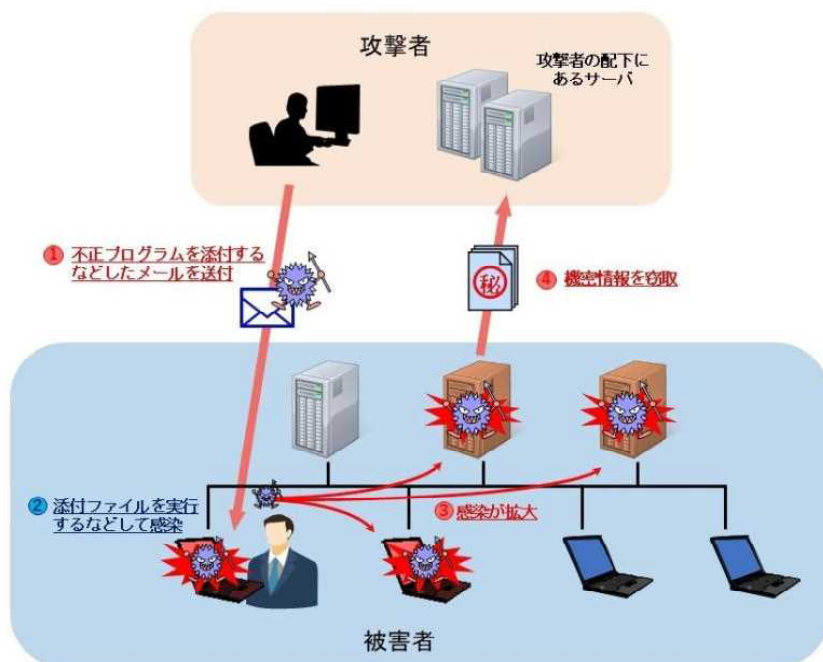 攻撃者
攻撃者の配下に
あるサーバ
① 不正プログラムを添付する
などしたメールを送付
秘
④ 機密情報を窃取
② 添付ファイルを実行
するなどして感染
③ 感染が拡大
被害者